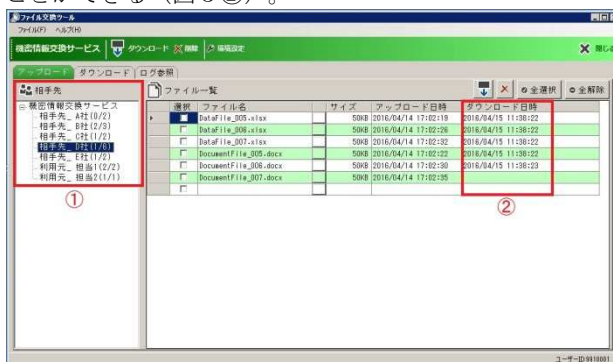 ことができる（図3②）。
ファイル交換ツール
ファイル(F) ヘルプ(H)
機密情報交換サービス ダウンロード 削除 環境設定 閉じる
アップロード ダウンロード ログ参照
相手先
機密情報交換サービス
相手先_ A社(0/2)
相手先_ B社(2/3)
相手先_ C社(1/2)
相手先_ D社(1/6)
相手先_ E社(1/2)
利用元_ 担当1(2/2)
利用元_ 担当2(1/1)
①
ファイル一覧 全選択 全解除
選択 ファイル名 サイズ アップロード日時 ダウンロード日時
DataFile_005.xlsx 50KB 2016/04/14 17:02:19 2016/04/15 11:38:22
DataFile_006.xlsx 50KB 2016/04/14 17:02:26 2016/04/15 11:38:22
DataFile_007.xlsx 50KB 2016/04/14 17:02:32 2016/04/15 11:38:22
DocumentFile_005.docx 50KB 2016/04/14 17:02:22 2016/04/15 11:38:22
DocumentFile_006.docx 50KB 2016/04/14 17:02:30 2016/04/15 11:38:23
DocumentFile_007.docx 50KB 2016/04/14 17:02:35
②
ユーザーID:9910001